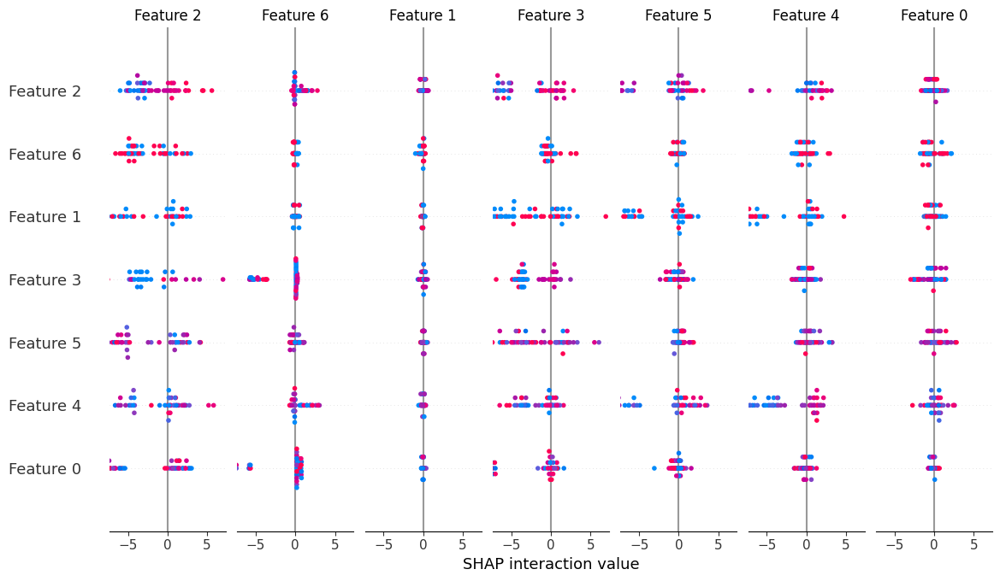 Feature 2 Feature 6 Feature 1 Feature 3 Feature 5 Feature 4 Feature 0
Feature 2
Feature 6
Feature 1
Feature 3
Feature 5
Feature 4
Feature 0
−5 0 5 −5 0 5 −5 0 5 −5 0 5 −5 0 5 −5 0 5 −5 0 5
SHAP interaction value